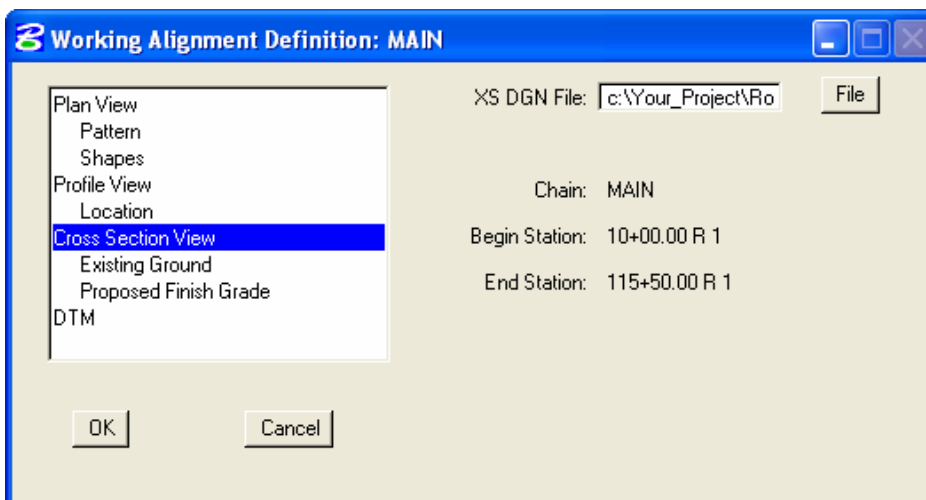 Working Alignment Definition: MAIN
Plan View
Pattern
Shapes
Profile View
Location
Cross Section View
Existing Ground
Proposed Finish Grade
DTM
XS DGN File: c:\Your_Project\Ro File
Chain: MAIN
Begin Station: 10+00.00 R 1
End Station: 115+50.00 R 1
OK Cancel